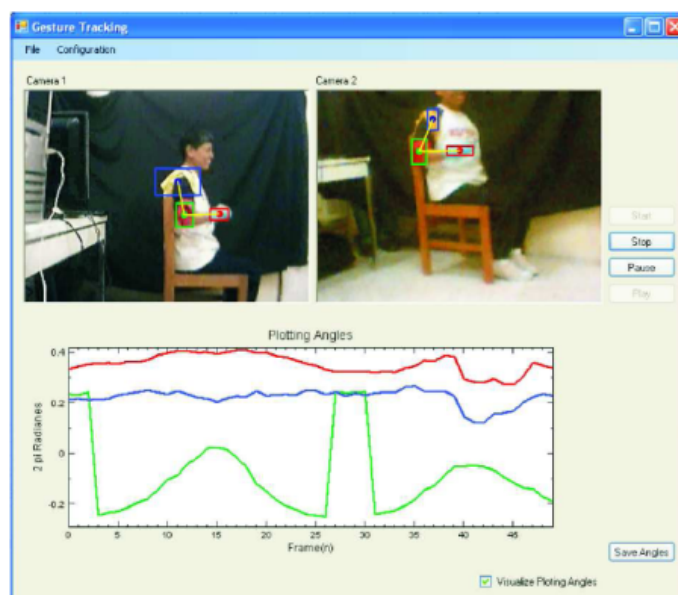 Gesture Tracking
File Configuration
Camera 1 Camera 2
Start
Stop
Pause
Play
Plotting Angles
0.4
0.2
0
-0.2
2 pi Radianes
0 5 10 15 20 25 30 35 40 45
Frame(n)
Save Angles
Visualize Ploting Angles